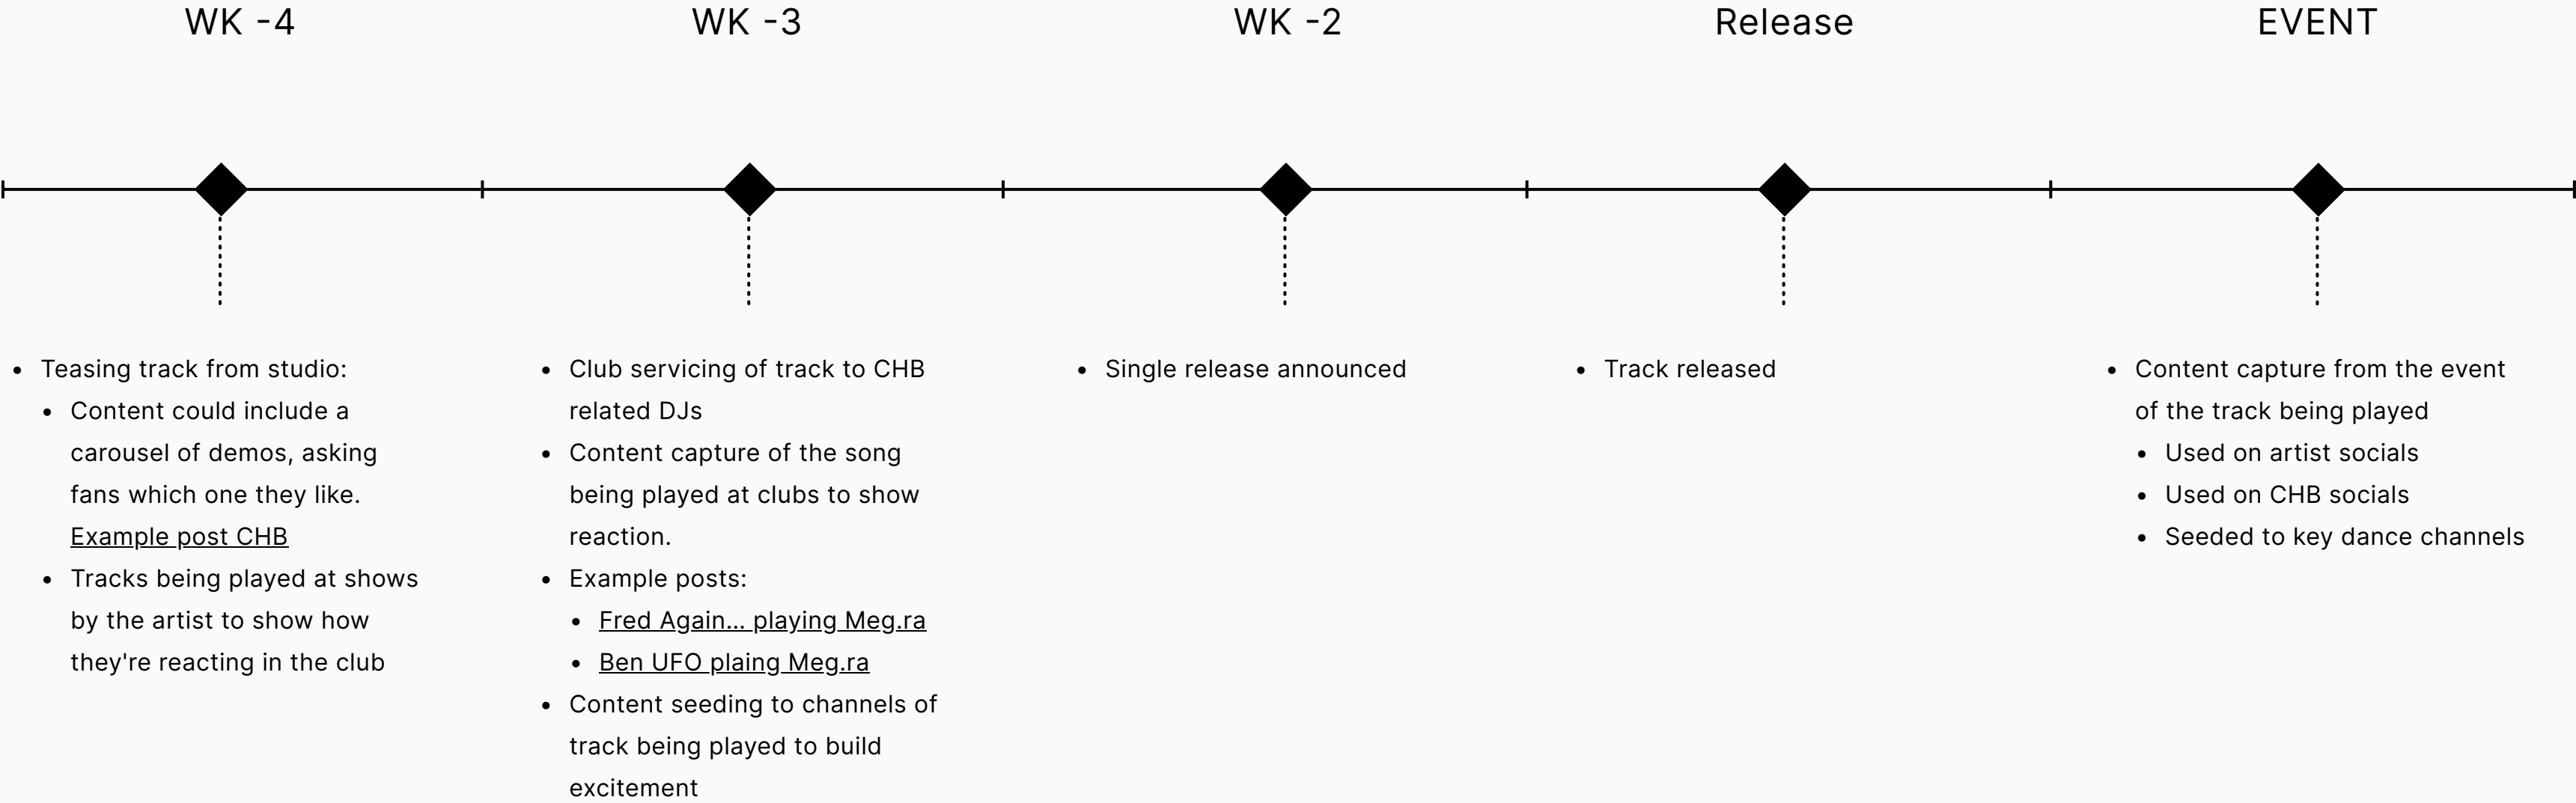 WK -4
WK -3
WK -2
Release
EVENT
• Teasing track from studio:
• Content could include a
carousel of demos, asking
fans which one they like.
Example post CHB
• Tracks being played at shows
by the artist to show how
they're reacting in the club
• Club servicing of track to CHB
related DJs
• Content capture of the song
being played at clubs to show
reaction.
• Example posts:
• Fred Again... playing Meg.ra
• Ben UFO plaing Meg.ra
• Content seeding to channels of
track being played to build
excitement
• Single release announced
• Track released
• Content capture from the event
of the track being played
• Used on artist socials
• Used on CHB socials
• Seeded to key dance channels